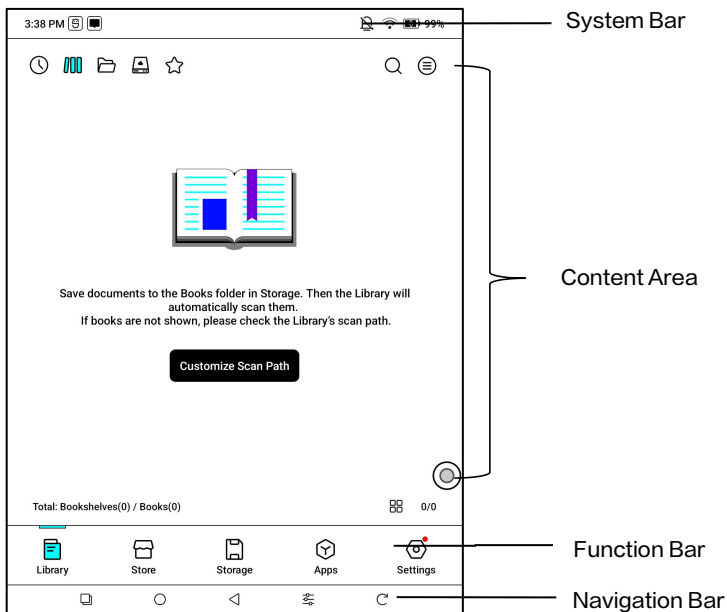 3:38 PM
99%
System Bar
Content Area
Save documents to the Books folder in Storage. Then the Library will
automatically scan them.
If books are not shown, please check the Library's scan path.
Customize Scan Path
Total: Bookshelves(0) / Books(0)
0/0
Library
Store
Storage
Apps
Settings
Function Bar
Navigation Bar